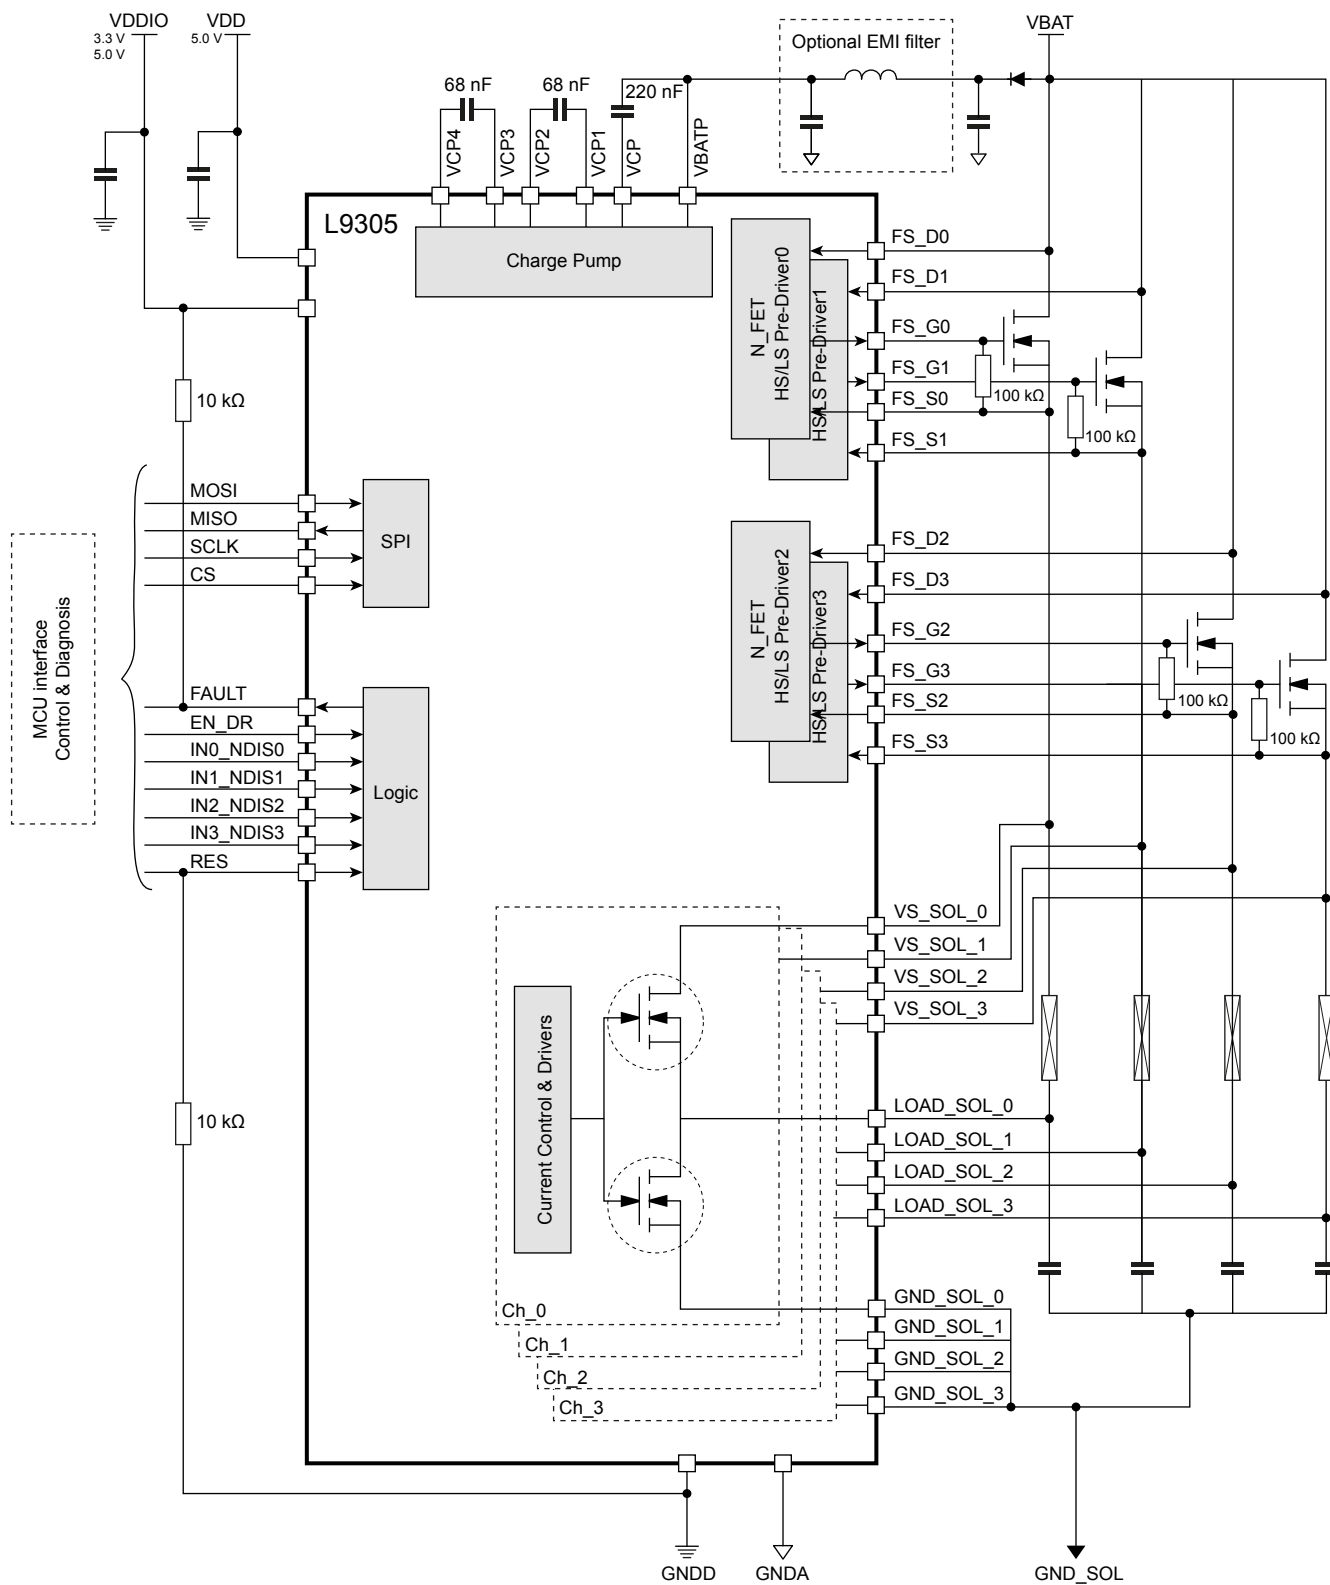 VDDIO
3.3 V
5.0 V
VDD
5.0 V
VBAT
Optional EMI filter
68 nF
68 nF
220 nF
VCP4
VCP3
VCP2
VCP1
VCP
VBATP
L9305
Charge Pump
N_FET
HS/LS Pre-Driver0
HS/LS Pre-Driver1
FS_D0
FS_D1
FS_G0
FS_G1
FS_S0
FS_S1
100 kΩ
100 kΩ
10 kΩ
MCU interface
Control & Diagnosis
MOSI
MISO
SCLK
CS
SPI
N_FET
HS/LS Pre-Driver2
HS/LS Pre-Driver3
FS_D2
FS_D3
FS_G2
FS_G3
FS_S2
FS_S3
100 kΩ
100 kΩ
FAULT
EN_DR
IN0_NDIS0
IN1_NDIS1
IN2_NDIS2
IN3_NDIS3
RES
Logic
10 kΩ
Current Control & Drivers
VS_SOL_0
VS_SOL_1
VS_SOL_2
VS_SOL_3
LOAD_SOL_0
LOAD_SOL_1
LOAD_SOL_2
LOAD_SOL_3
GND_SOL_0
GND_SOL_1
GND_SOL_2
GND_SOL_3
Ch_0
Ch_1
Ch_2
Ch_3
GNDD
GNDA
GND_SOL